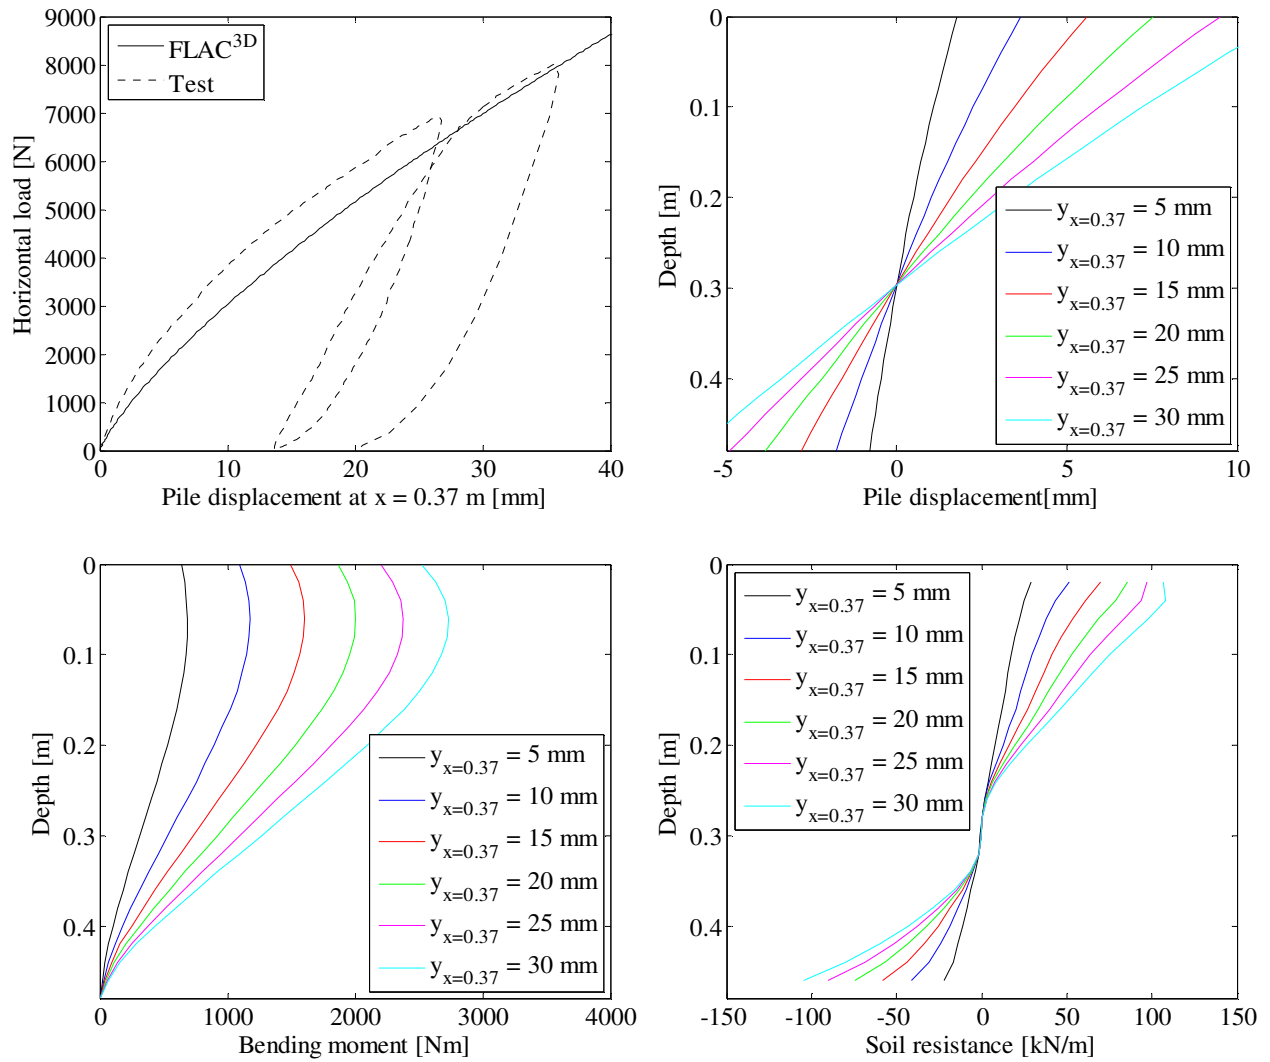 9000
8000
7000
6000
5000
4000
3000
2000
1000
0
Horizontal load [N]
FLAC3D
Test
0 10 20 30 40
Pile displacement at x = 0.37 m [mm]
0
0.1
0.2
0.3
0.4
Depth [m]
yx=0.37 = 5 mm
yx=0.37 = 10 mm
yx=0.37 = 15 mm
yx=0.37 = 20 mm
yx=0.37 = 25 mm
yx=0.37 = 30 mm
-5 0 5 10
Pile displacement[mm]
0
0.1
0.2
0.3
0.4
Depth [m]
yx=0.37 = 5 mm
yx=0.37 = 10 mm
yx=0.37 = 15 mm
yx=0.37 = 20 mm
yx=0.37 = 25 mm
yx=0.37 = 30 mm
0 1000 2000 3000 4000
Bending moment [Nm]
0
0.1
0.2
0.3
0.4
Depth [m]
yx=0.37 = 5 mm
yx=0.37 = 10 mm
yx=0.37 = 15 mm
yx=0.37 = 20 mm
yx=0.37 = 25 mm
yx=0.37 = 30 mm
-150 -100 -50 0 50 100 150
Soil resistance [kN/m]